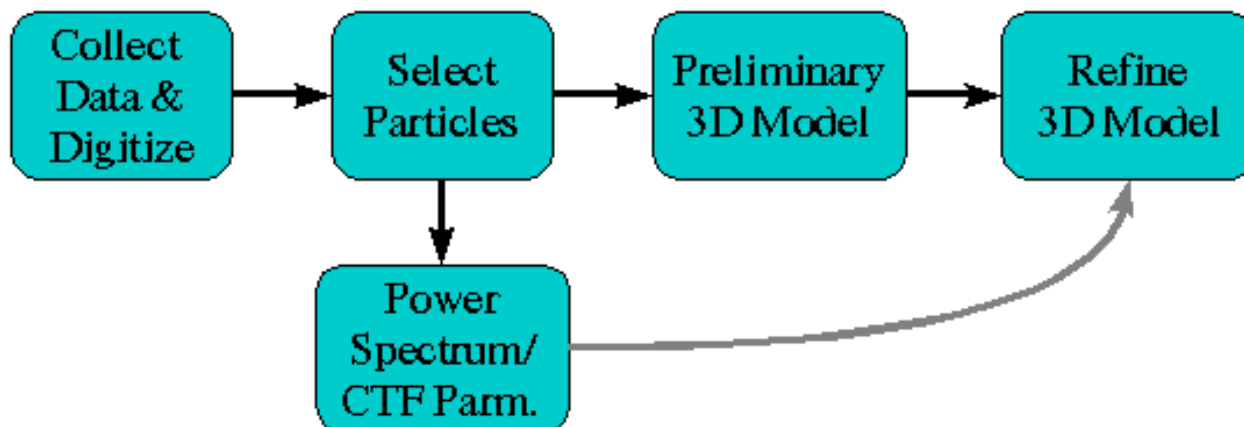 Collect
Data &
Digitize
Select
Particles
Preliminary
3D Model
Refine
3D Model
Power
Spectrum/
CTF Parm.